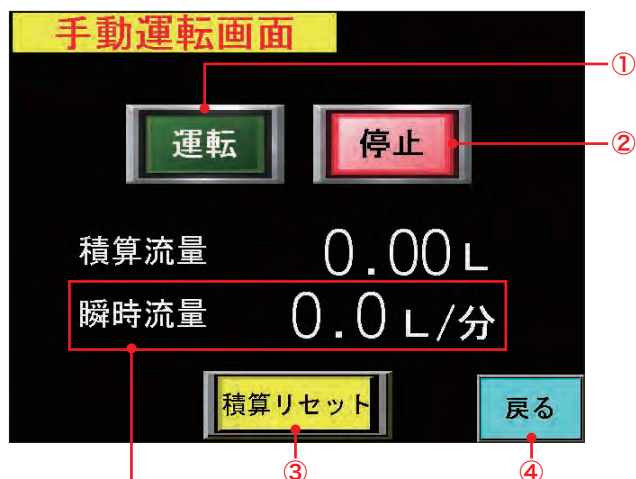 手動運転画面
①
運転 停止
②
積算流量 0.00L
瞬時流量 0.0L/分
積算リセット 戻る
③ ④